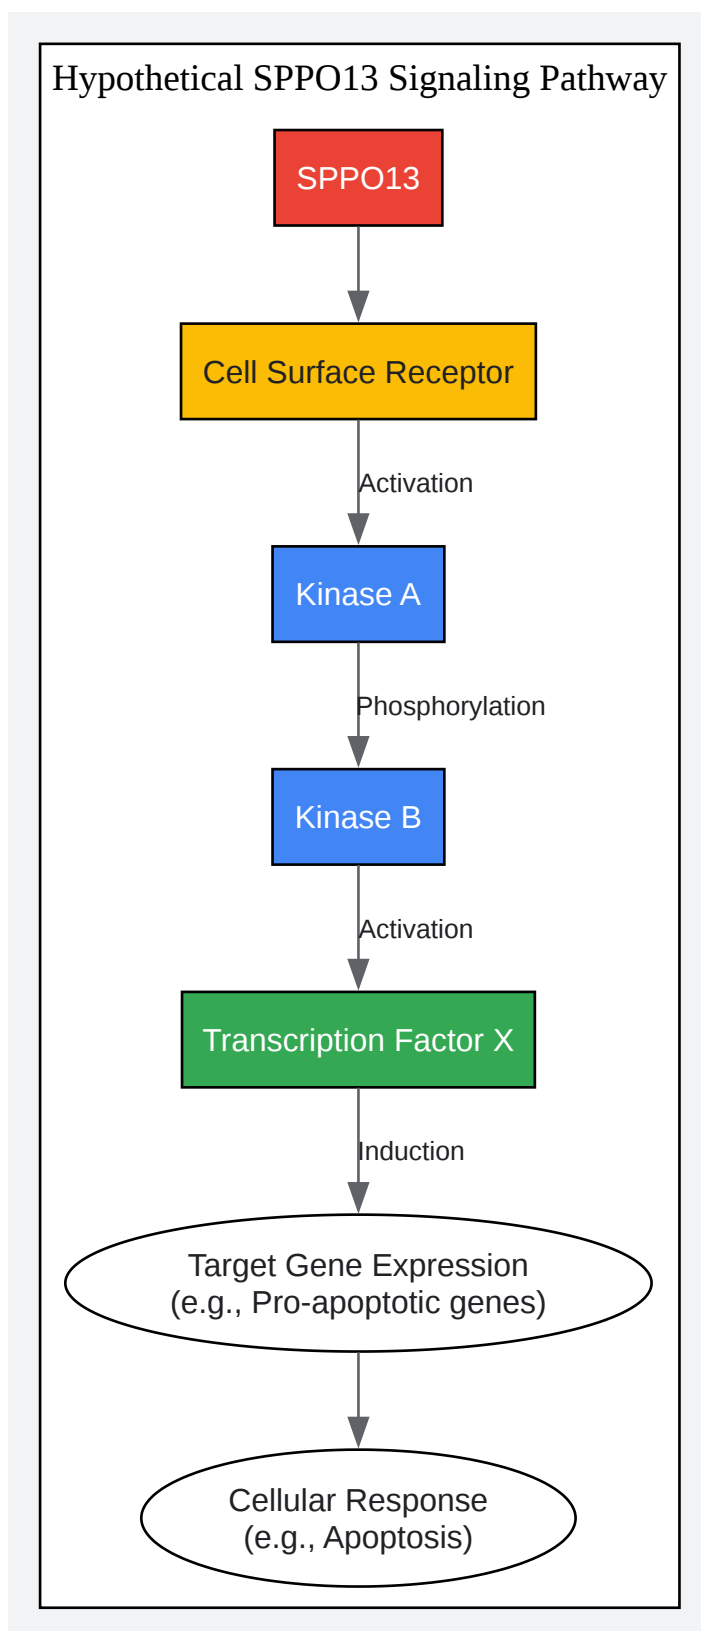 Hypothetical SPPO13 Signaling Pathway
SPPO13
Cell Surface Receptor
Activation
Kinase A
Phosphorylation
Kinase B
Activation
Transcription Factor X
Induction
Target Gene Expression
(e.g., Pro-apoptotic genes)
Cellular Response
(e.g., Apoptosis)